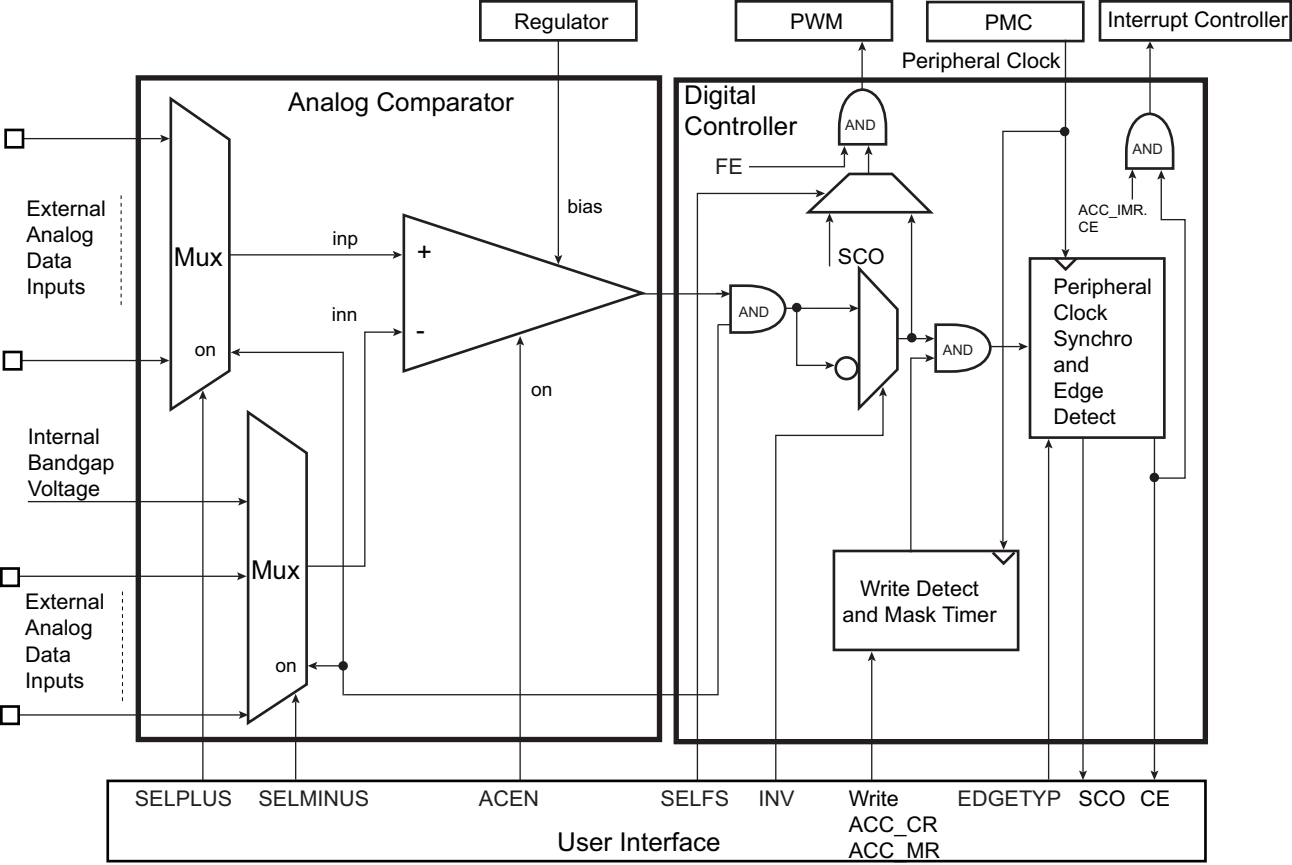 Regulator
PWM
PMC
Interrupt Controller
Peripheral Clock
Analog Comparator
Digital
Controller
AND
AND
FE
ACC_IMR.
CE
External
Analog
Data
Inputs
Mux
on
inp
inn
+
-
bias
on
SCO
AND
AND
Peripheral
Clock
Synchro
and
Edge
Detect
Internal
Bandgap
Voltage
Mux
on
External
Analog
Data
Inputs
Write Detect
and Mask Timer
SELPLUS
SELMINUS
ACEN
SELFS
INV
Write
ACC_CR
ACC_MR
EDGETYP
SCO
CE
User Interface